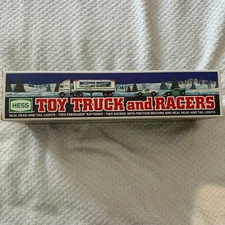 HESS
TOY TRUCK and RACERS
REAL HEAD AND TAIL LIGHTS • TWO ENERGIZER® BATTERIES • TWO RACERS WITH FRICTION MOTORS AND REAL HEAD AND TAIL LIGHTS